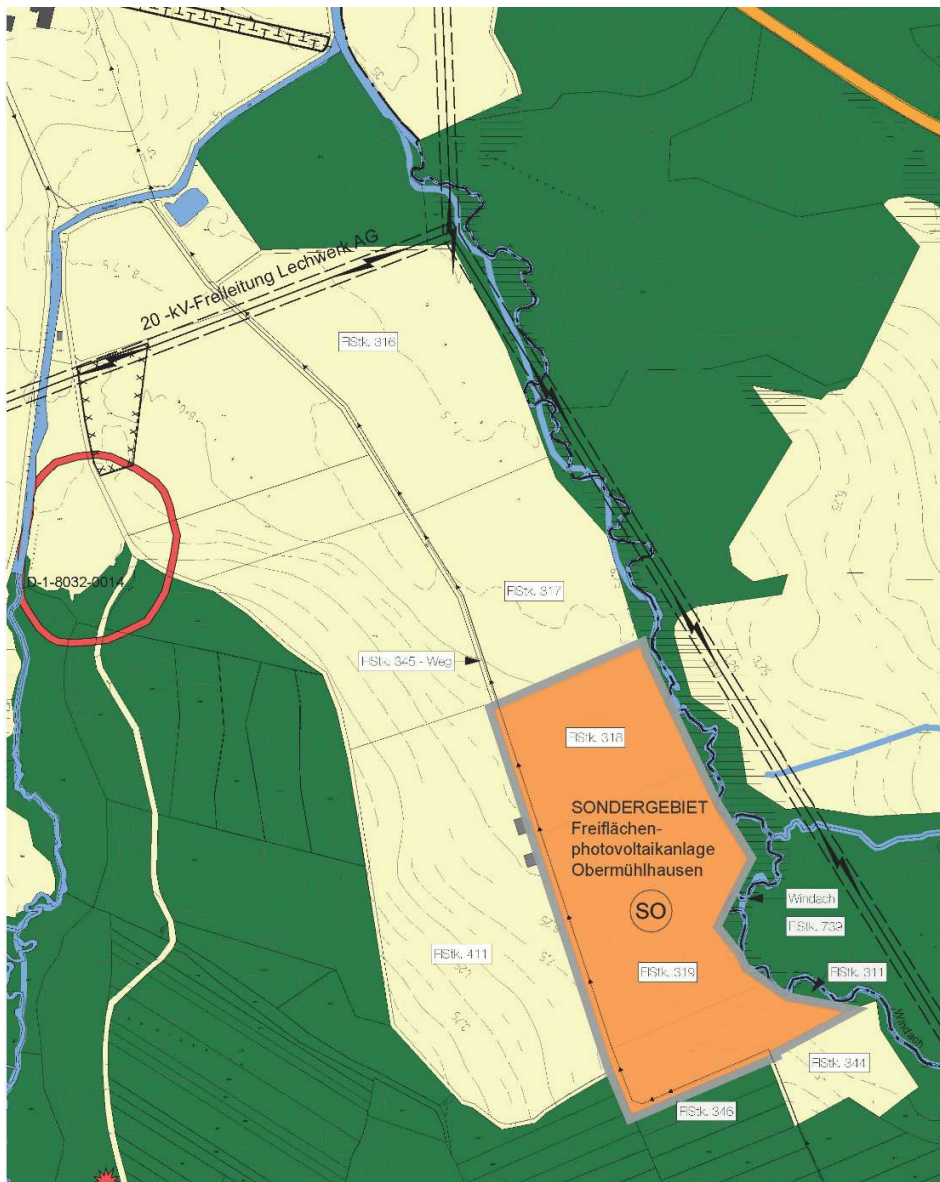 20 -kV-Freileitung Lechwerk AG
FlStk. 316
D-1-8032-0014
FlStk. 317
FlStk. 345 - Weg
FlStk. 318
SONDERGEBIET
Freiflächen-
photovoltaikanlage
Obermühlhausen
SO
Windach
FlStk. 739
FlStk. 411
FlStk. 319
FlStk. 311
Windach
FlStk. 344
FlStk. 346